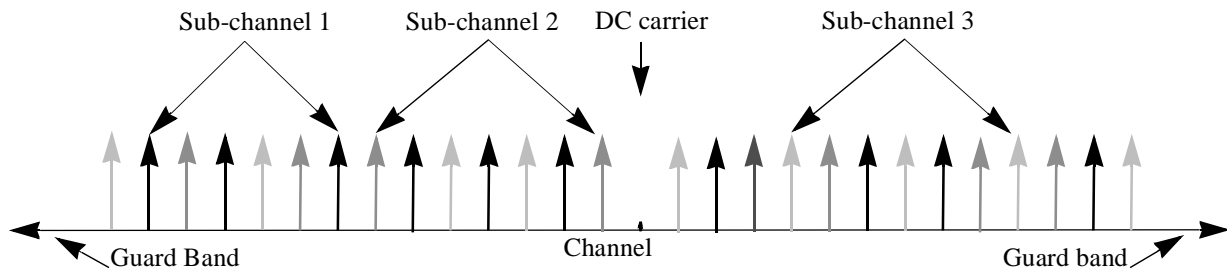 Sub-channel 1
Sub-channel 2
DC carrier
Sub-channel 3
Guard Band
Channel
Guard band